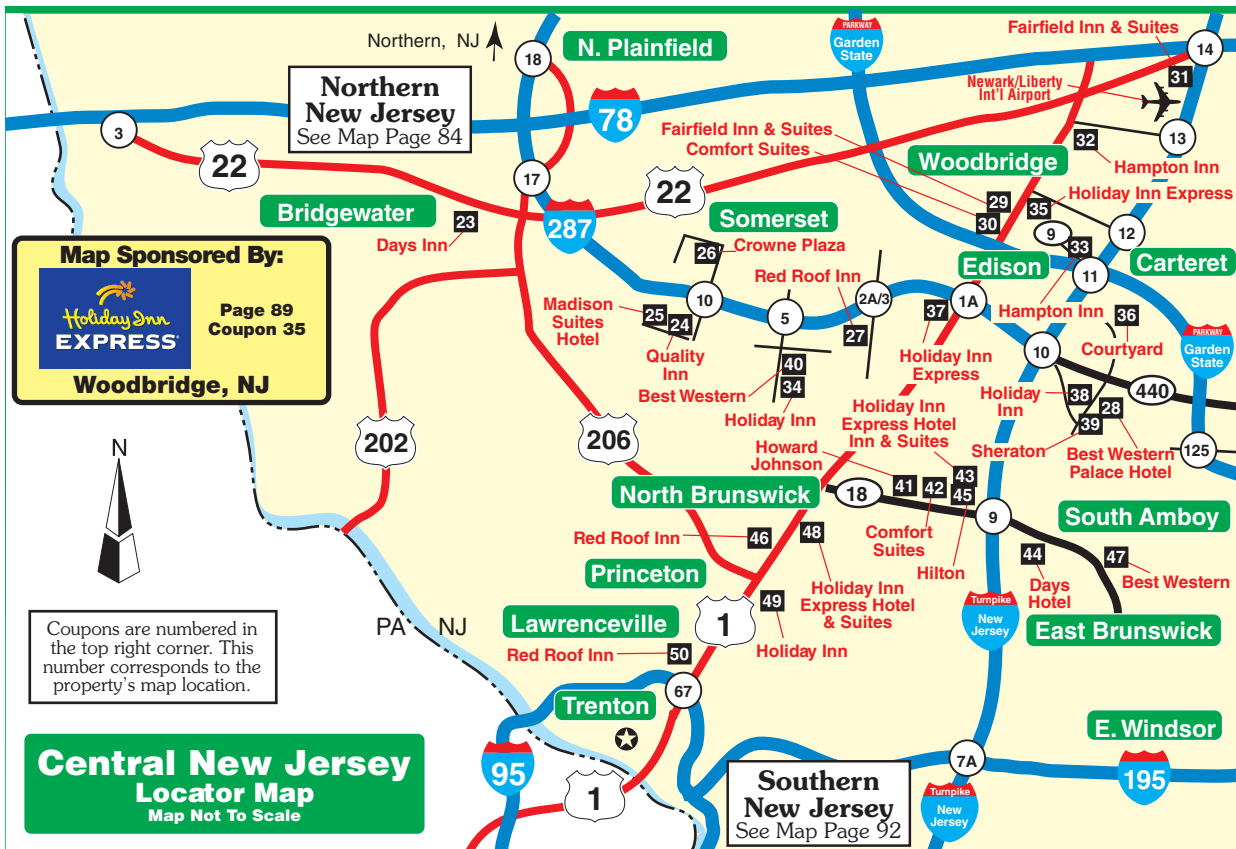 Fairfield Inn & Suites
Northern, NJ
N. Plainfield
PARKWAY
Garden
State
18
14
31
Northern
New Jersey
See Map Page 84
78
Newark/Liberty
Int'l Airport
3
22
Fairfield Inn & Suites
Comfort Suites
13
32
Hampton Inn
Woodbridge
17
22
Holiday Inn Express
29
35
30
Bridgewater
23
Days Inn
287
Somerset
26
Crowne Plaza
9
33
12
Carteret
Edison
11
Hampton Inn
Red Roof Inn
Map Sponsored By:
Holiday Inn
EXPRESS
Page 89
Coupon 35
Woodbridge, NJ
Madison
Suites
Hotel
25
24
Quality
Inn
10
5
2A/3
27
37
1A
Holiday Inn
Express
10
36
Courtyard
PARKWAY
Garden
State
40
Best Western
34
Holiday Inn
Holiday
Inn
38
440
28
39
Sheraton
Best Western
Palace Hotel
125
202
206
Holiday Inn
Express Hotel
Inn & Suites
Howard
Johnson
43
41
42
45
18
Comfort
Suites
Hilton
9
N
North Brunswick
South Amboy
Red Roof Inn
46
48
44
Days
Hotel
47
Best Western
Princeton
Holiday Inn
Express Hotel
& Suites
Turnpike
New
Jersey
49
Holiday Inn
1
East Brunswick
PA
NJ
Lawrenceville
Red Roof Inn
50
Coupons are numbered in
the top right corner. This
number corresponds to the
property's map location.
67
Trenton
E. Windsor
Central New Jersey
Locator Map
Map Not To Scale
95
1
Southern
New Jersey
See Map Page 92
7A
195
Turnpike
New
Jersey